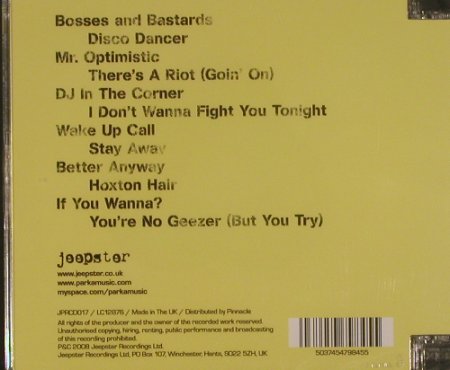 Bosses and Bastards
Disco Dancer
Mr. Optimistic
There's A Riot (Goin' On)
DJ In The Corner
I Don't Wanna Fight You Tonight
Wake Up Call
Stay Away
Better Anyway
Hoxton Hair
If You Wanna?
You're No Geezer (But You Try)
jeepster
www.jeepster.co.uk
www.parkamusic.com
myspace.com/parkamusic
JPRCD017 / LC12876 / Made in The UK / Distributed by Pinnacle
All rights of the producer and the owner of the recorded work reserved.
Unauthorised copying, hiring, renting, public performance and broadcasting
of this recording prohibited.
P&C 2008 Jeepster Recordings Ltd.
Jeepster Recordings Ltd, PO Box 107, Winchester, Hants, SO22 5ZH, UK
5037454798455